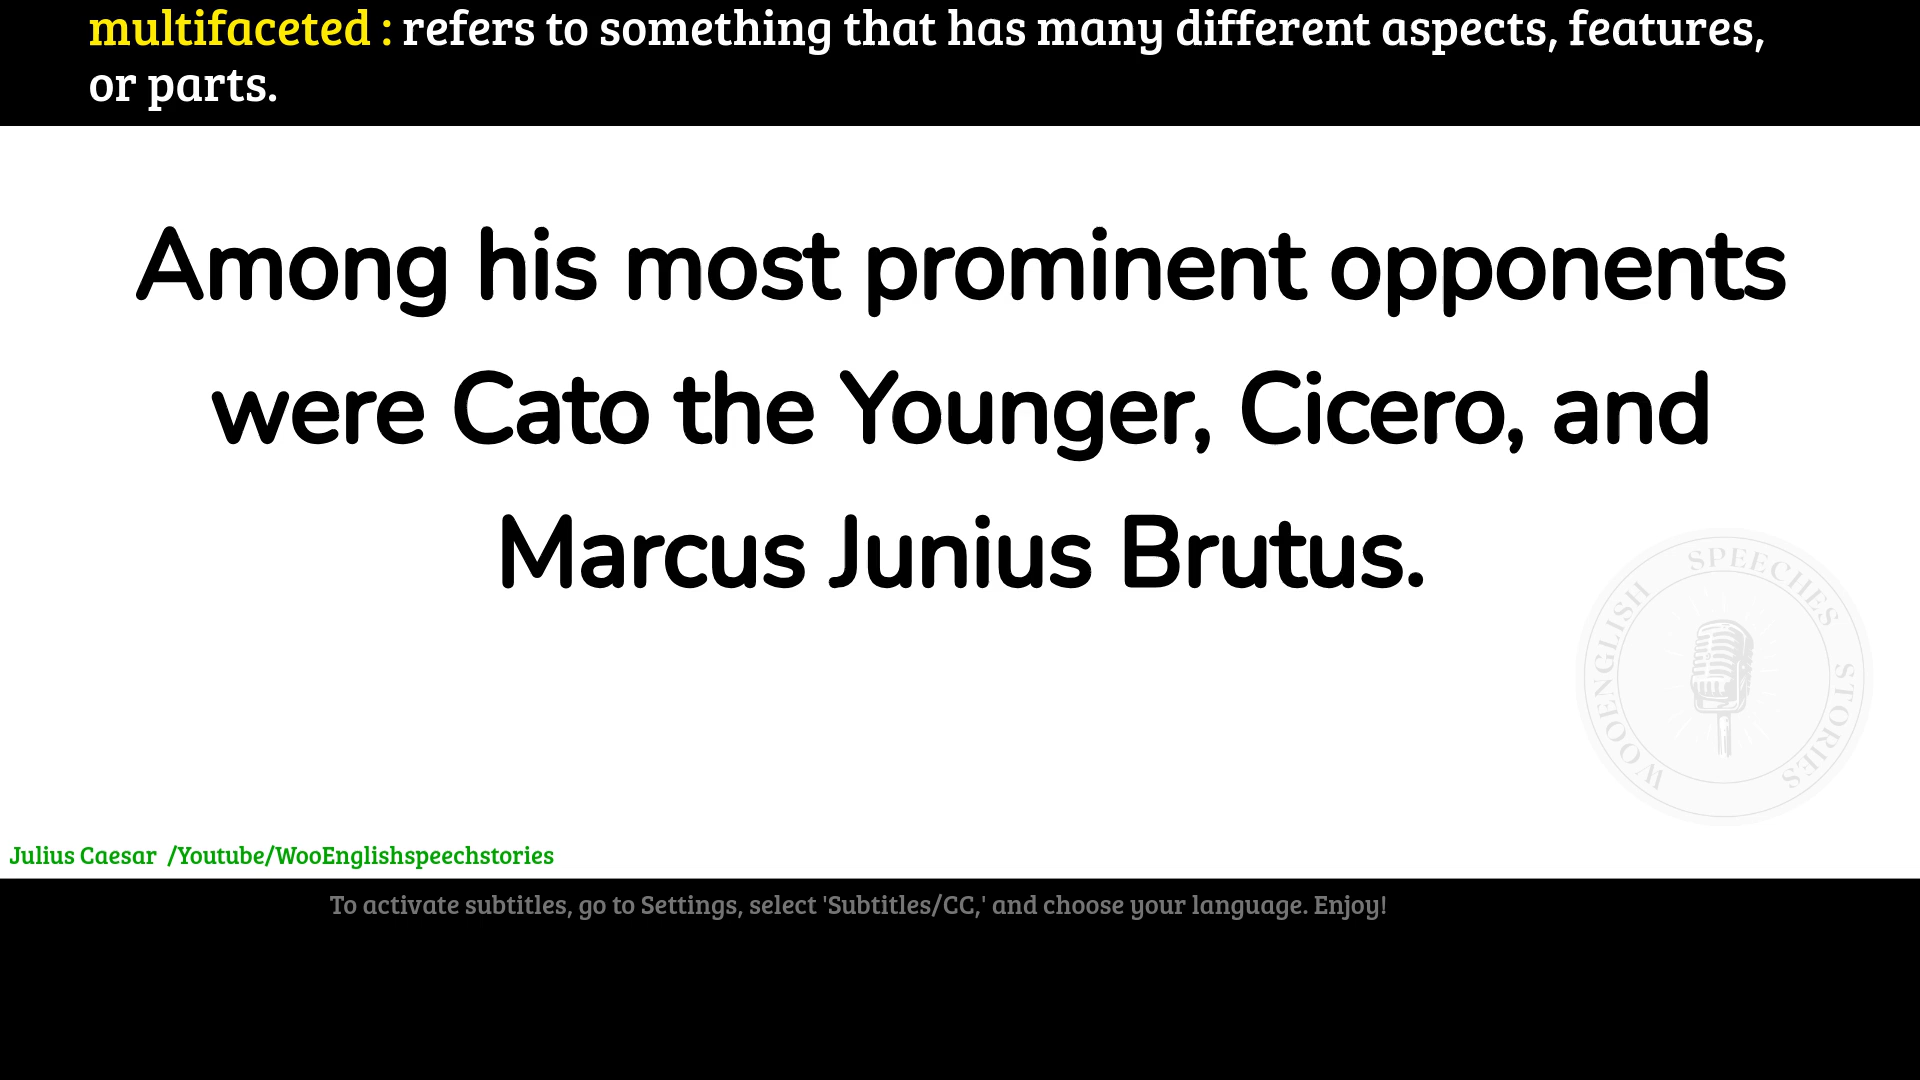 multifaceted : refers to something that has many different aspects, features,
or parts.
Among his most prominent opponents
were Cato the Younger, Cicero, and
Marcus Junius Brutus.
WOOENGLISH SPEECHES STORIES
Julius Caesar /Youtube/WooEnglishspeechstories
To activate subtitles, go to Settings, select 'Subtitles/CC,' and choose your language. Enjoy!